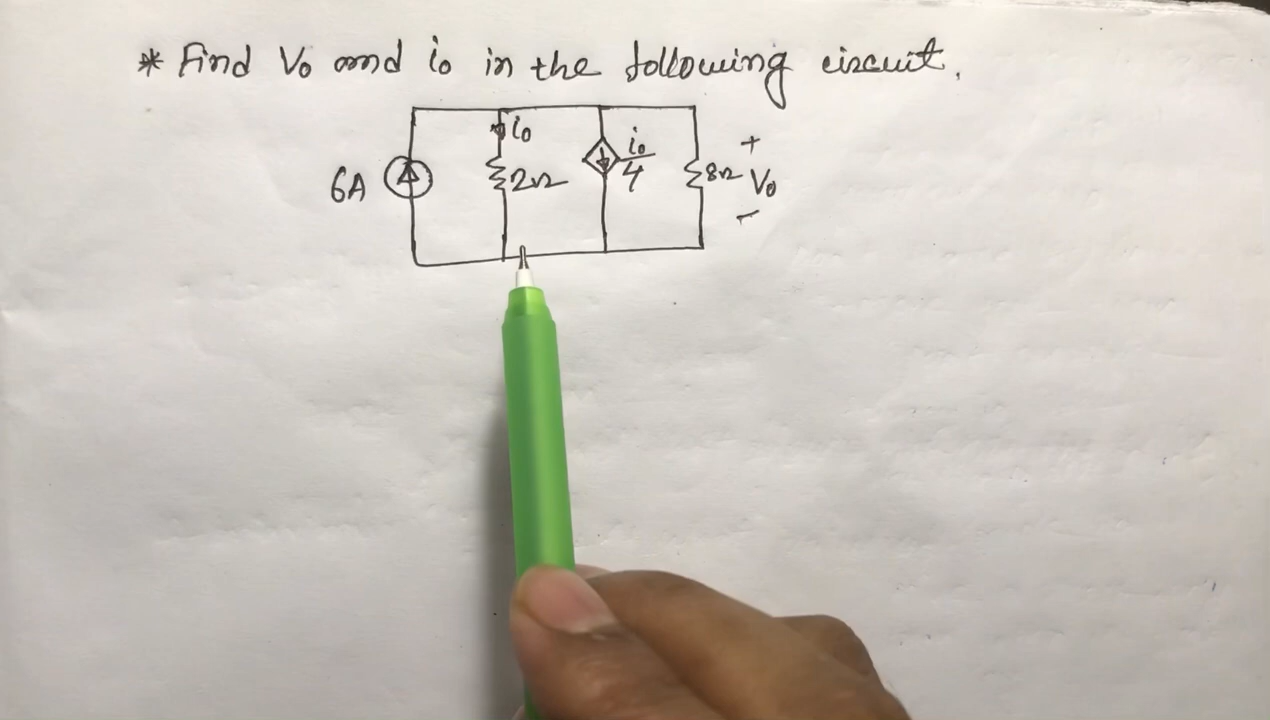 * Find V₀ and i₀ in the following circuit.
i₀
6A
2Ω
i₀/4
8Ω
+
V₀
-